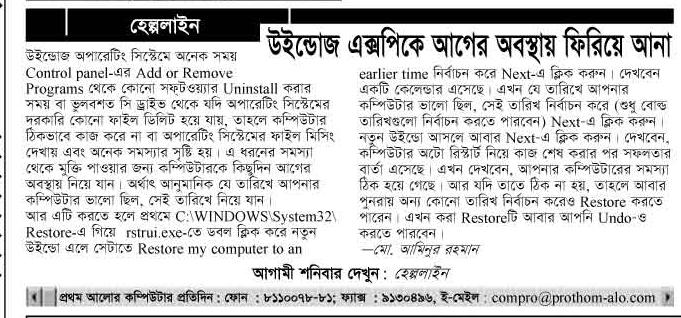 হেল্পলাইন
উইন্ডোজ এক্সপিকে আগের অবস্থায় ফিরিয়ে আনা
উইন্ডোজ অপারেটিং সিস্টেমে অনেক সময়
Control panel-এর Add or Remove
Programs থেকে কোনো সফ্টওয়্যার Uninstall করার
সময় বা ভুলবশত সি ড্রাইভ থেকে যদি অপারেটিং সিস্টেমের
দরকারি কোনো ফাইল ডিলিট হয়ে যায়, তাহলে কম্পিউটার
ঠিকভাবে কাজ করে না বা অপারেটিং সিস্টেমের ফাইল মিসিং
দেখায় এবং অনেক সমস্যার সৃষ্টি হয়। এ ধরনের সমস্যা
থেকে মুক্তি পাওয়ার জন্য কম্পিউটারকে কিছুদিন আগের
অবস্থায় নিয়ে যান। অর্থাৎ আনুমানিক যে তারিখে আপনার
কম্পিউটার ভালো ছিল, সেই তারিখে নিয়ে যান।
আর এটি করতে হলে প্রথমে C:\WINDOWS\System32\
Restore-এ গিয়ে rstrui.exe-তে ডবল ক্লিক করে নতুন
উইন্ডো এলে সেটাতে Restore my computer to an
earlier time নির্বাচন করে Next-এ ক্লিক করুন। দেখবেন
একটি কেলেন্ডার এসেছে। এখন যে তারিখে আপনার
কম্পিউটার ভালো ছিল, সেই তারিখ নির্বাচন করে (শুধু বোল্ড
তারিখগুলো নির্বাচন করতে পারবেন) Next-এ ক্লিক করুন।
নতুন উইন্ডো আসলে আবার Next-এ ক্লিক করুন। দেখবেন,
কম্পিউটার অটো রিস্টার্ট নিয়ে কাজ শেষ করার পর সফলতার
বার্তা এসেছে। এখন দেখবেন, আপনার কম্পিউটারের সমস্যা
ঠিক হয়ে গেছে। আর যদি তাতে ঠিক না হয়, তাহলে আবার
পুনরায় অন্য কোনো তারিখ নির্বাচন করেও Restore করতে
পারেন। এখন করা Restoreটি আবার আপনি Undo-ও
করতে পারবেন।
—মো. আমিনুর রহমান
আগামী শনিবার দেখুন : হেল্পলাইন
প্রথম আলোর কম্পিউটার প্রতিদিন : ফোন : ৮১১০০৭৮-৮১; ফ্যাক্স : ৯১৩০৪৯৬, ই-মেইল : compro@prothom-alo.com